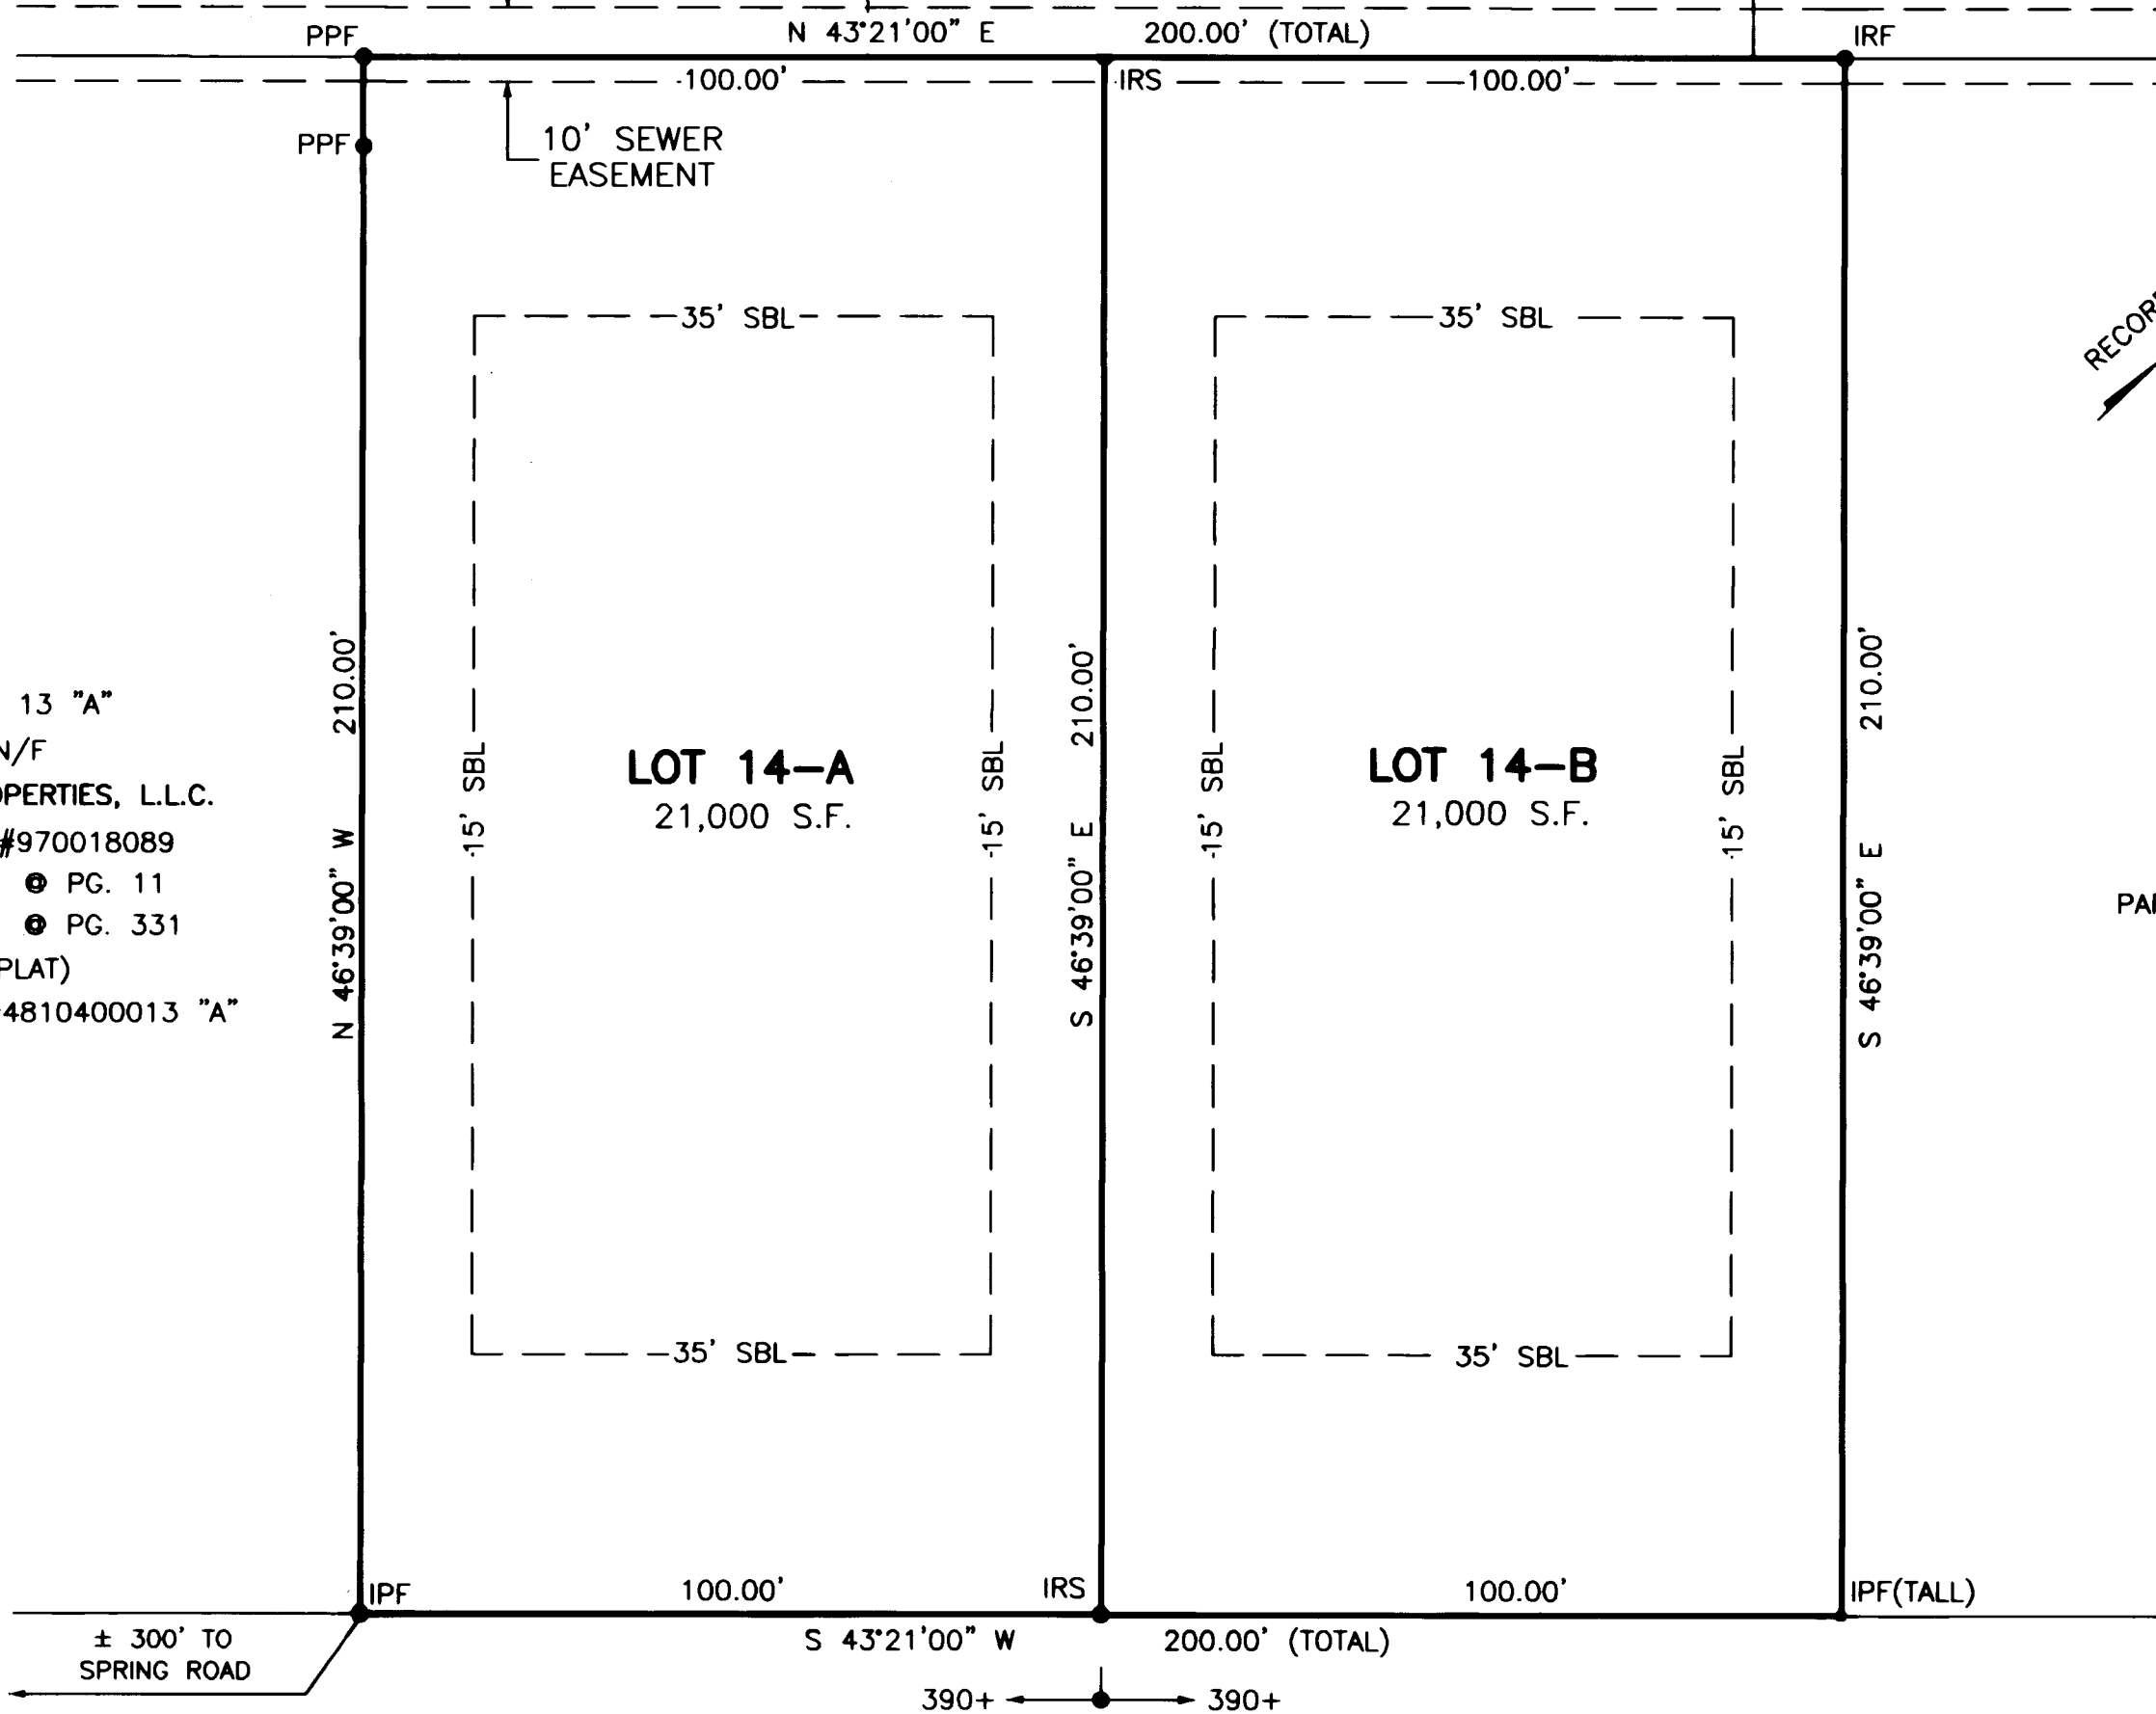 N 43°21'00" E 200.00' (TOTAL)
PPF
IRF
100.00'
IRS
100.00'
PPF
10' SEWER
EASEMENT
35' SBL
35' SBL
13 "A"
N/F
OPERTIES, L.L.C.
#970018089
@ PG. 11
@ PG. 331
PLAT)
4810400013 "A"
N 46°39'00" W 210.00'
15' SBL
LOT 14-A
21,000 S.F.
15' SBL
S 46°39'00" E 210.00'
15' SBL
LOT 14-B
21,000 S.F.
15' SBL
S 46°39'00" E 210.00'
35' SBL
35' SBL
IPF
100.00'
IRS
100.00'
IPF(TALL)
± 300' TO
SPRING ROAD
S 43°21'00" W 200.00' (TOTAL)
390+
390+